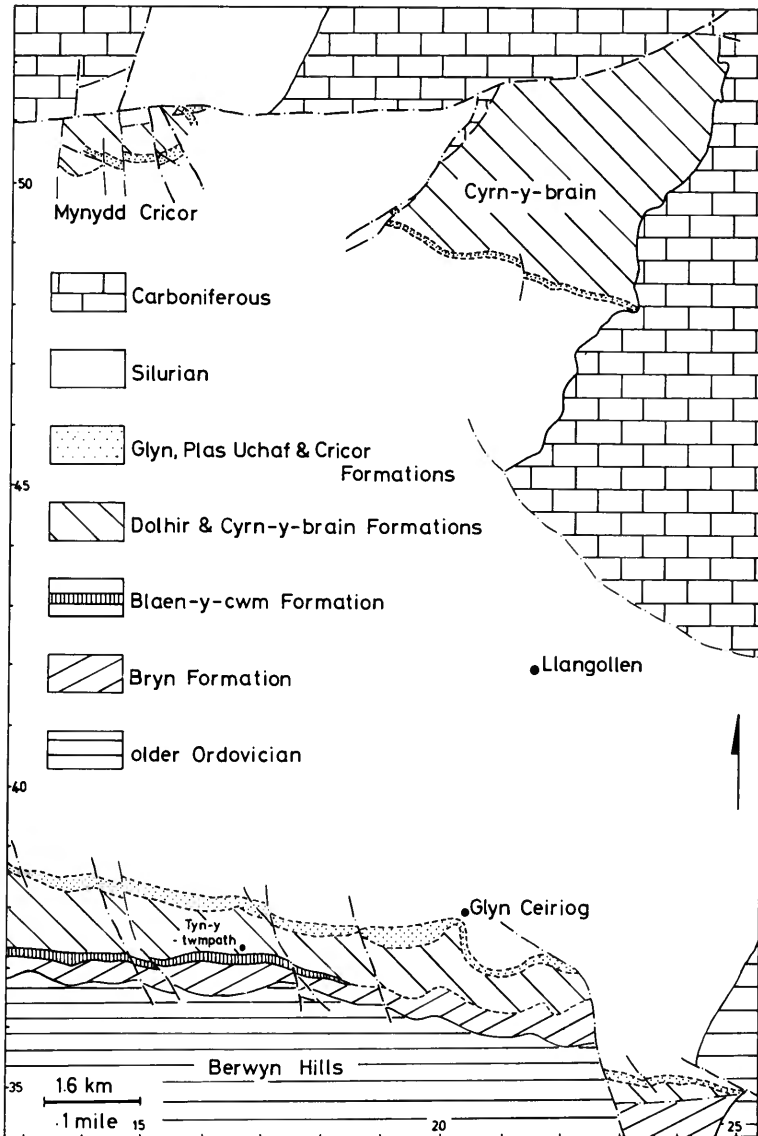 50
Mynydd Cricor
Cyrn-y-brain
Carboniferous
Silurian
Glyn, Plas Uchaf & Cricor
Formations
45
Dolhir & Cyrn-y-brain Formations
Blaen-y-cwm Formation
Bryn Formation
Llangollen
older Ordovician
40
Glyn Ceiriog
Tyn-y
-twmpath
Berwyn Hills
35
1.6 km
1 mile
15
20
25